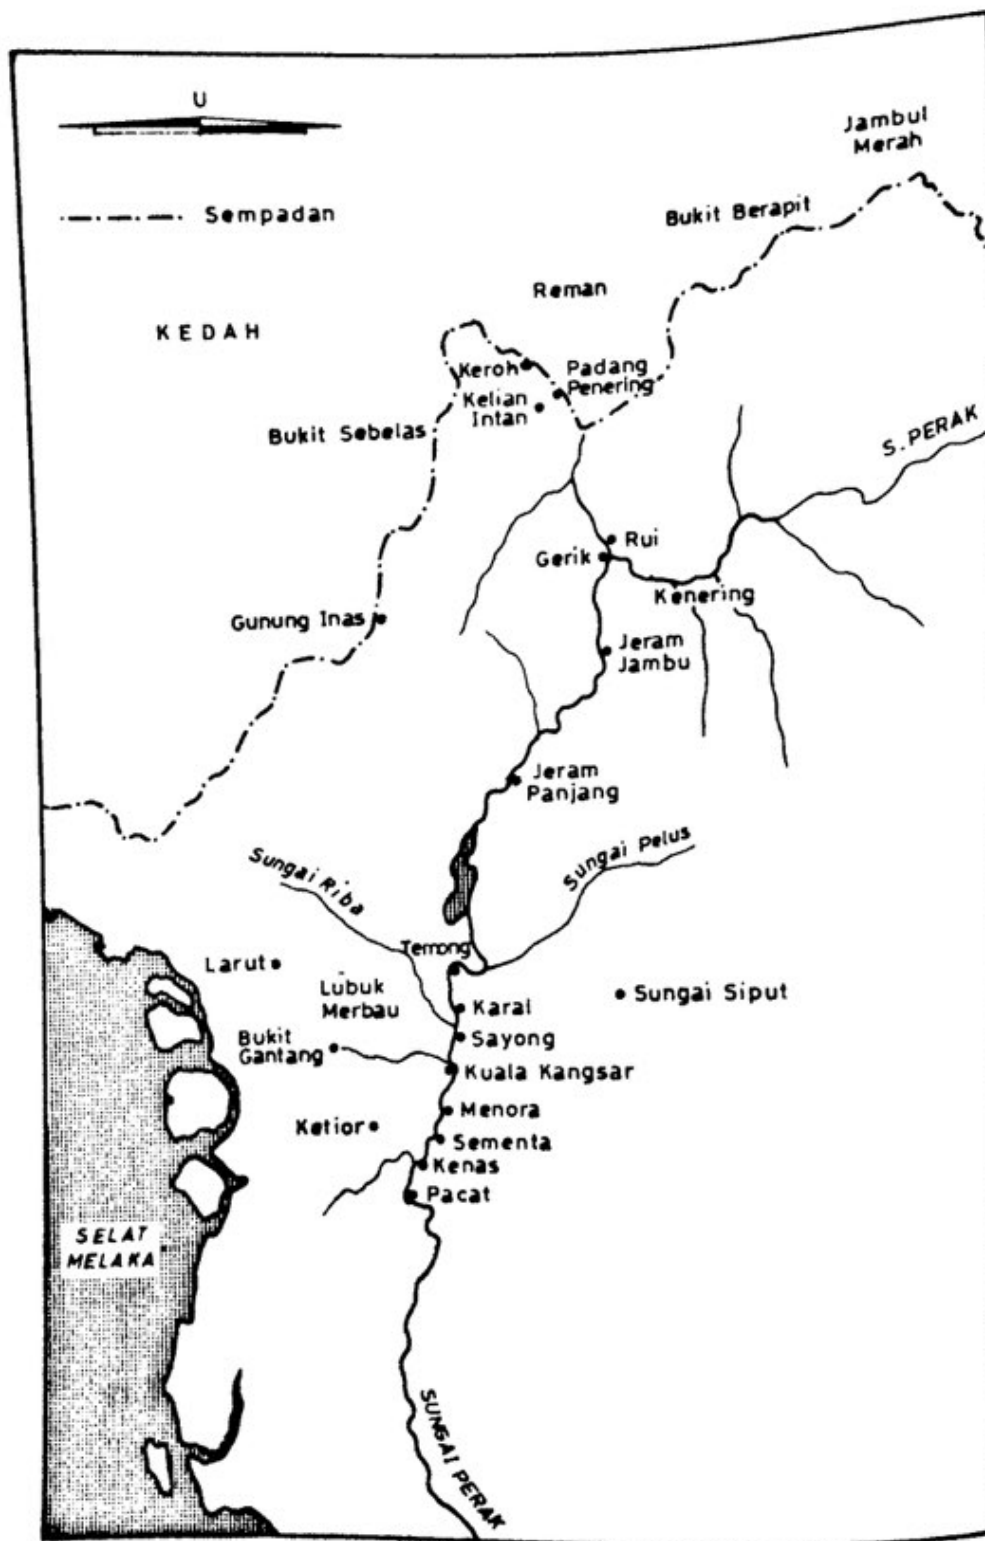 U
Jambul
Merah
Sempadan
Bukit Berapit
Reman
KEDAH
Keroh
Padang
Penering
Kelian
Intan
Bukit Sebelas
S. PERAK
Rui
Gerik
Kenering
Gunung Inas
Jeram
Jambu
Jeram
Panjang
Sungai Pelus
Sungai Riba
Temong
Larut
Lubuk
Merbau
Sungai Siput
Karai
Sayong
Bukit
Gantang
Kuala Kangsar
Menora
Ketior
Sementa
Kenas
Pacat
SELAT
MELAKA
SUNGAI PERAK